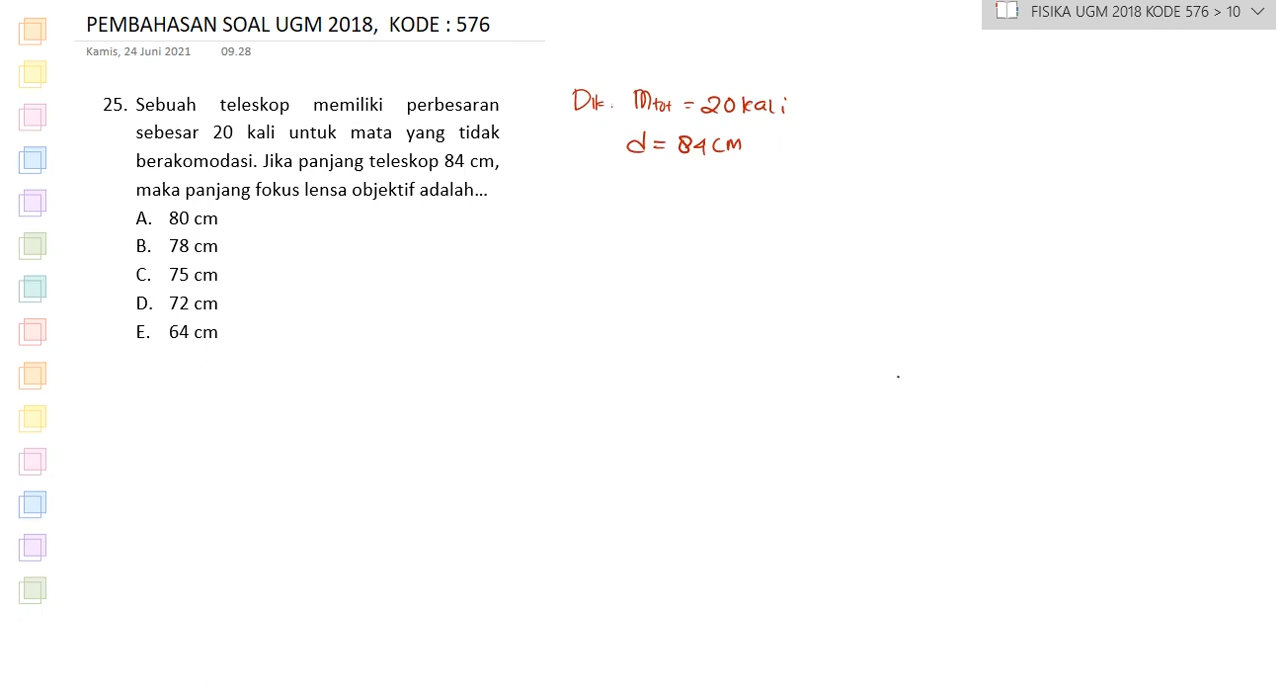 PEMBAHASAN SOAL UGM 2018, KODE : 576
FISIKA UGM 2018 KODE 576 > 10
Kamis, 24 Juni 2021 09.28
25. Sebuah teleskop memiliki perbesaran
sebesar 20 kali untuk mata yang tidak
berakomodasi. Jika panjang teleskop 84 cm,
maka panjang fokus lensa objektif adalah...
A. 80 cm
B. 78 cm
C. 75 cm
D. 72 cm
E. 64 cm
Dik. Mtot = 20 kali
d = 84 cm